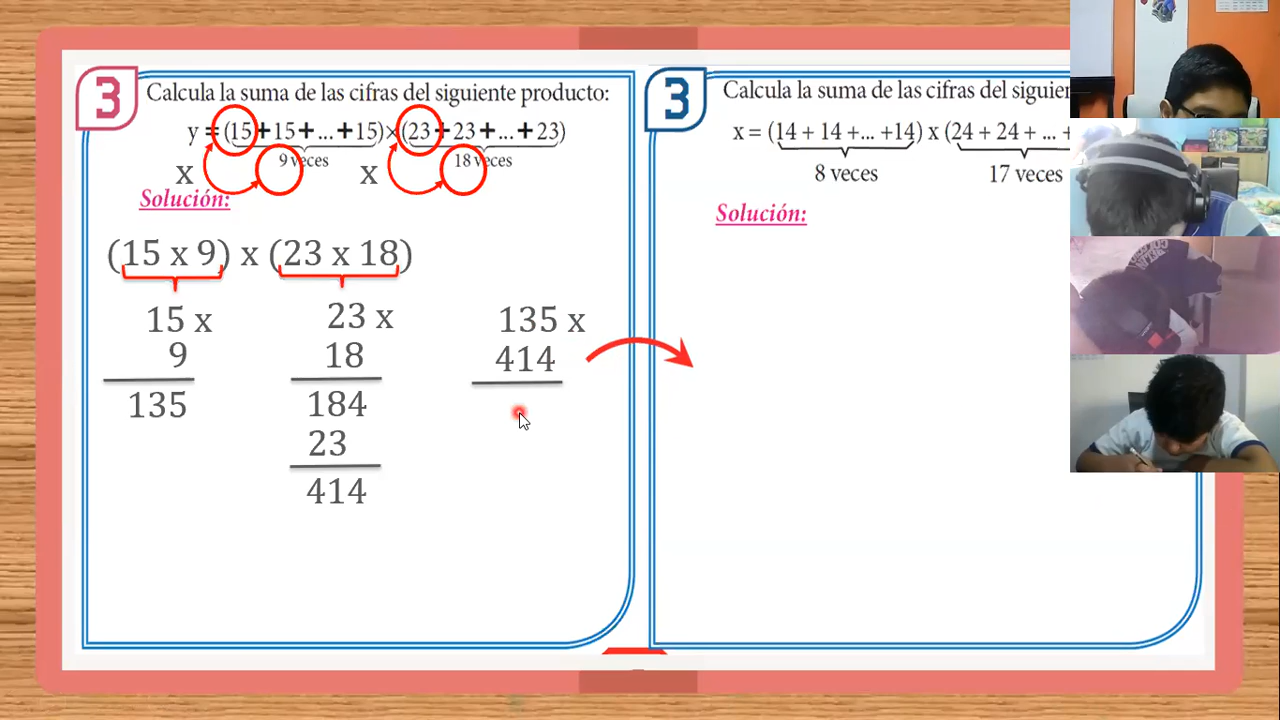 3
Calcula la suma de las cifras del siguiente producto:
y = (15+15+...+15)×(23+23+...+23)
9 veces 18 veces
x x
Solución:
(15 x 9) x (23 x 18)
15 x
9
135
23 x
18
184
23
414
135 x
414
3
Calcula la suma de las cifras del siguien
x = (14 + 14 +... +14) x (24 + 24 + ... +
8 veces 17 veces
Solución: